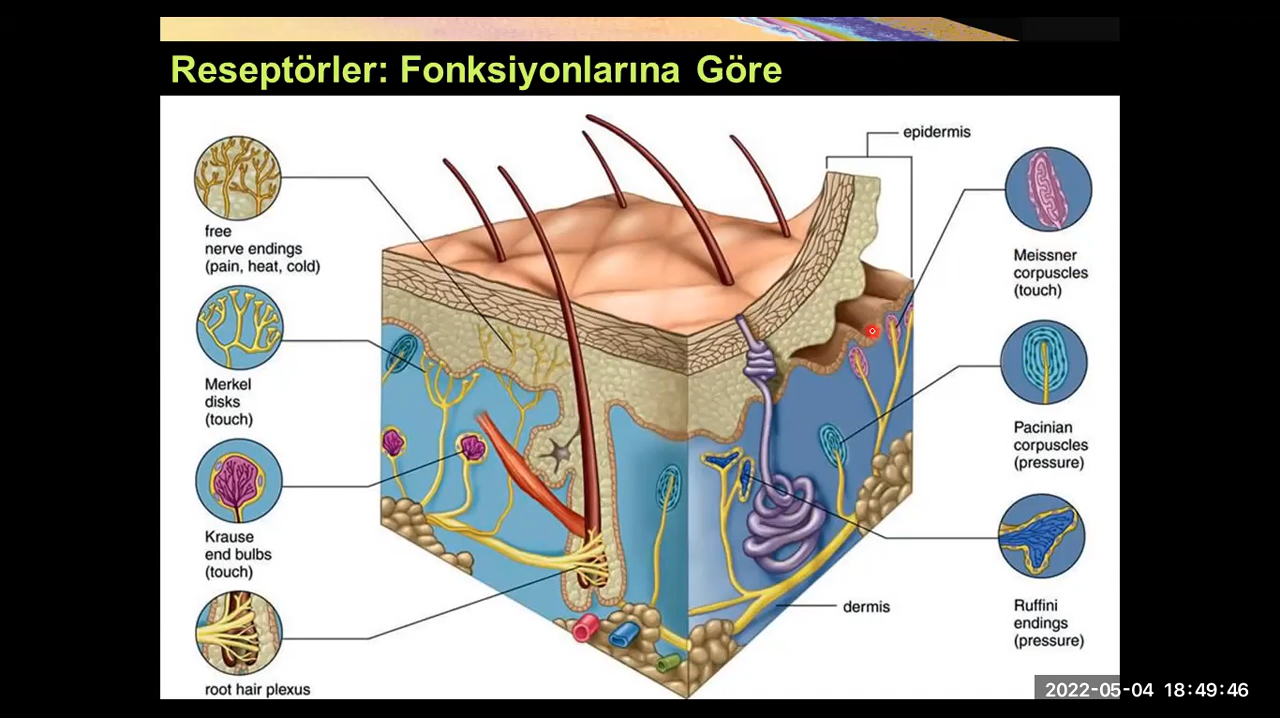 Reseptörler: Fonksiyonlarına Göre
epidermis
free
nerve endings
(pain, heat, cold)
Merkel
disks
(touch)
Krause
end bulbs
(touch)
root hair plexus
Meissner
corpuscles
(touch)
Pacinian
corpuscles
(pressure)
Ruffini
endings
(pressure)
dermis
2022-05-04 18:49:46